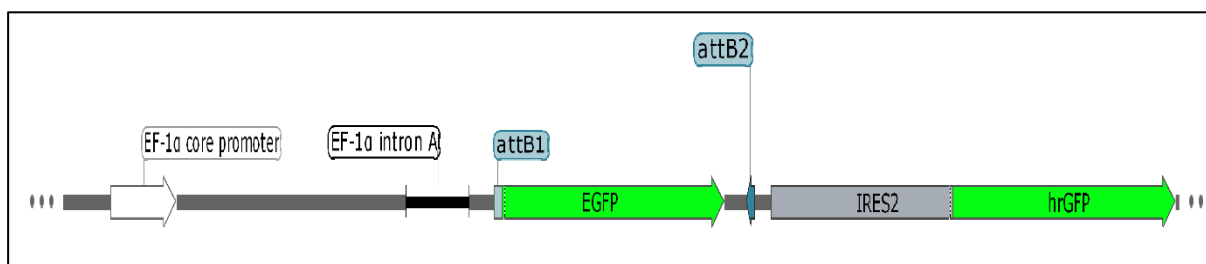 attB2
EF-1α core promoter
EF-1α intron A
attB1
EGFP
IRES2
hrGFP